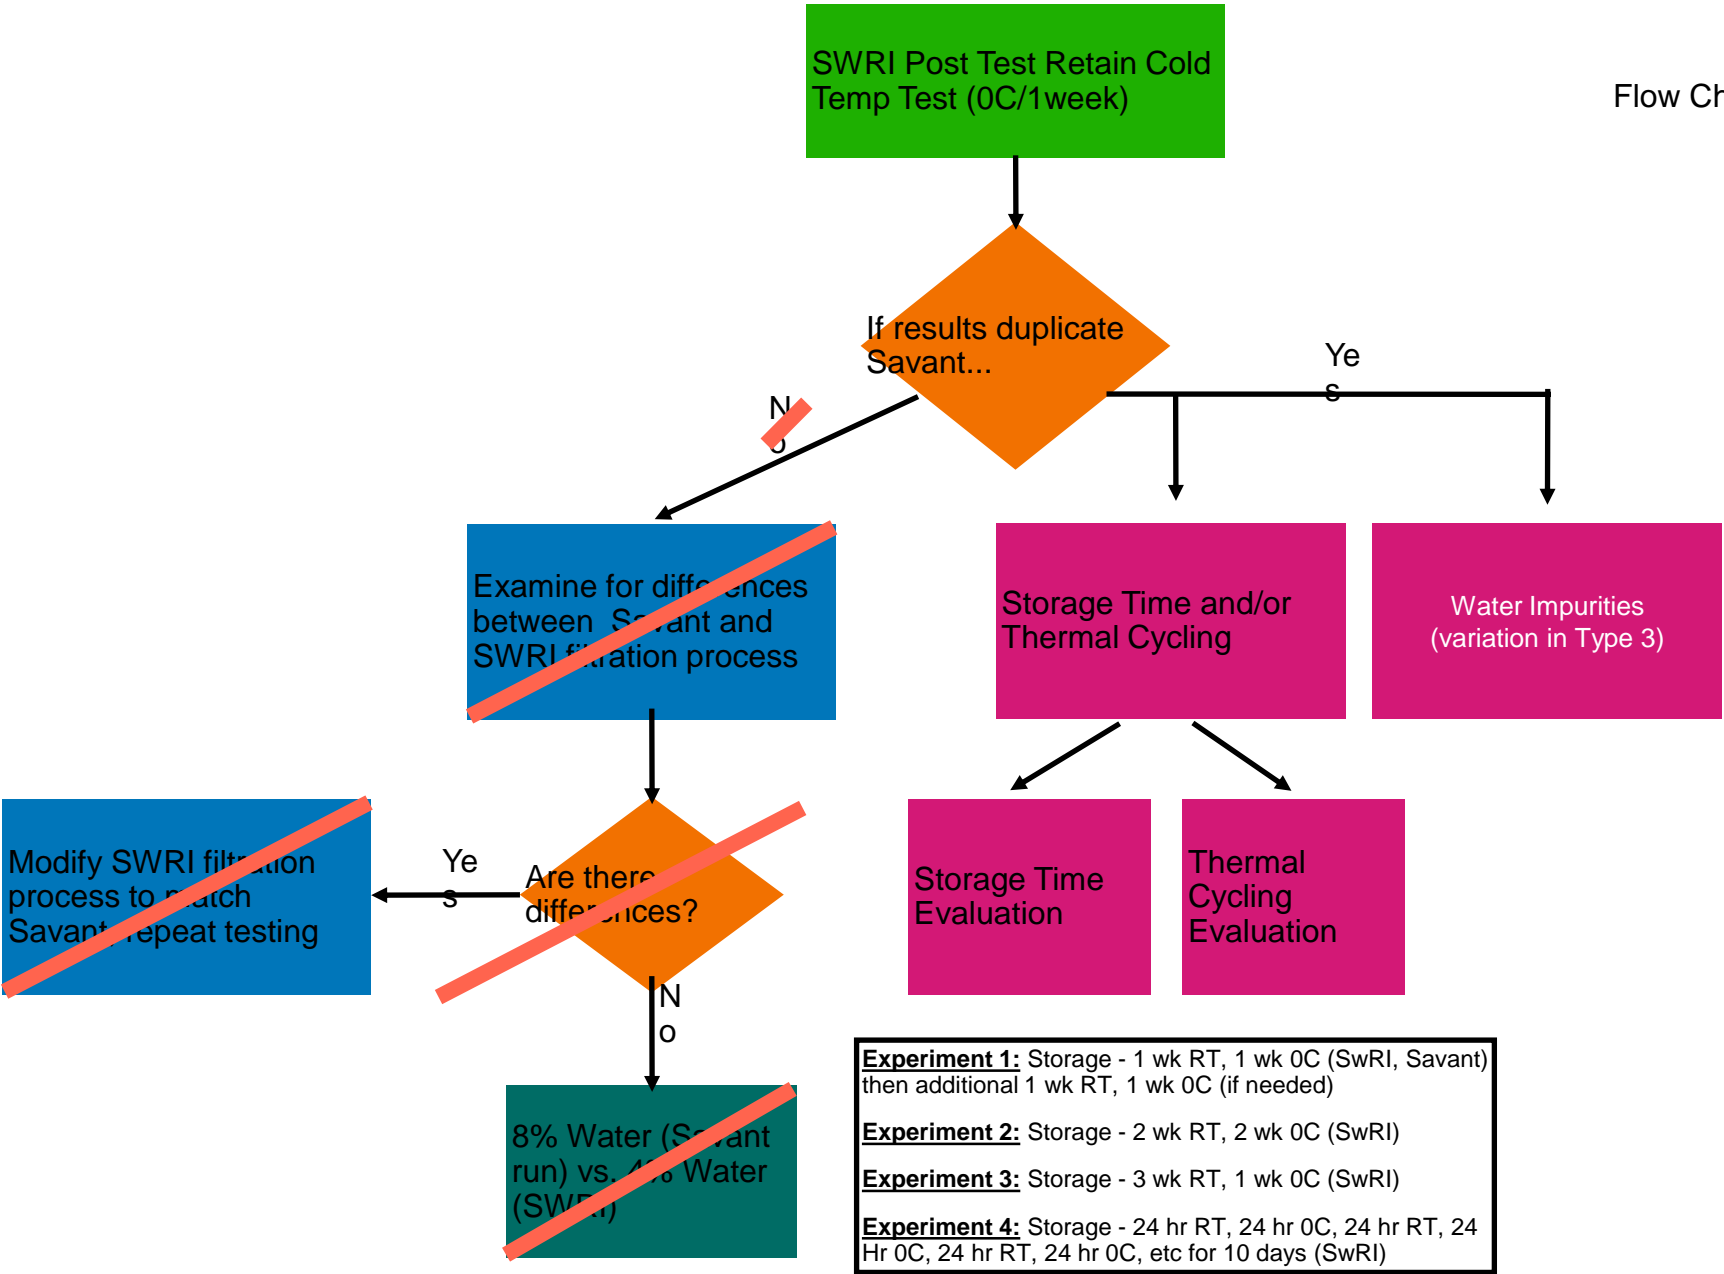 SWRI Post Test Retain Cold
Temp Test (0C/1week)
Flow Ch
If results duplicate
Savant...
Ye
s
N
o
Examine for differences
between  Savant and
SWRI filtration process
Storage Time and/or
Thermal Cycling
Water Impurities
(variation in Type 3)
Modify SWRI filtration
process to match
Savant, repeat testing
Ye
s
Are there
differences?
Storage Time
Evaluation
Thermal
Cycling
Evaluation
N
o
8% Water (Savant
run) vs. 4% Water
(SWRI)
Experiment 1: Storage - 1 wk RT, 1 wk 0C (SwRI, Savant)
then additional 1 wk RT, 1 wk 0C (if needed)
Experiment 2: Storage - 2 wk RT, 2 wk 0C (SwRI)
Experiment 3: Storage - 3 wk RT, 1 wk 0C (SwRI)
Experiment 4: Storage - 24 hr RT, 24 hr 0C, 24 hr RT, 24
Hr 0C, 24 hr RT, 24 hr 0C, etc for 10 days (SwRI)